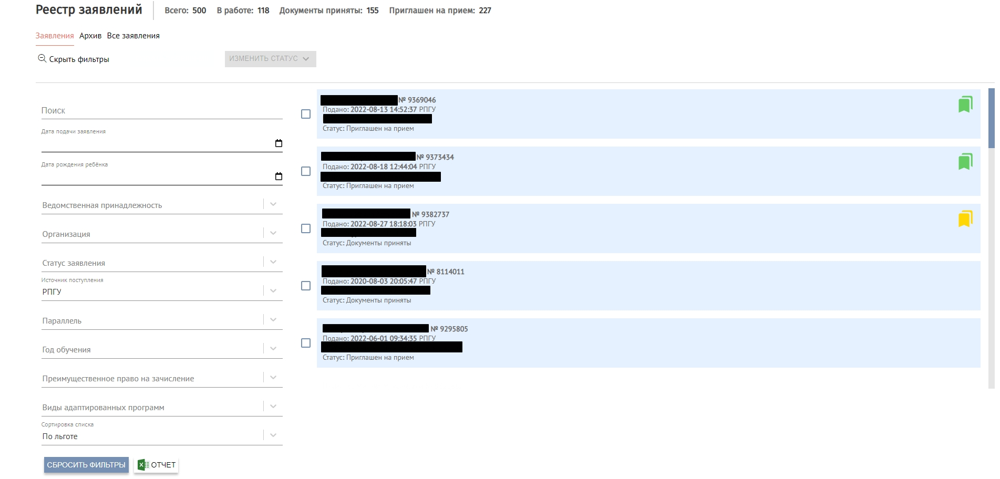 Реестр заявлений
Всего: 500 В работе: 118 Документы приняты: 155 Приглашен на прием: 227
Заявления Архив Все заявления
Скрыть фильтры
ИЗМЕНИТЬ СТАТУС
Поиск
Дата подачи заявления
Дата рождения ребёнка
Ведомственная принадлежность
Организация
Статус заявления
Источник поступления
РПГУ
Параллель
Год обучения
Преимущественное право на зачисление
Виды адаптированных программ
Сортировка списка
По льготе
СБРОСИТЬ ФИЛЬТРЫ
ОТЧЕТ
№ 9369046
Подано: 2022-08-13 14:52:37 РПГУ
Статус: Приглашен на прием
№ 9373434
Подано: 2022-08-18 12:44:04 РПГУ
Статус: Приглашен на прием
№ 9382737
Подано: 2022-08-27 18:18:03 РПГУ
Статус: Документы приняты
№ 8114011
Подано: 2020-08-03 20:05:47 РПГУ
Статус: Документы приняты
№ 9295805
Подано: 2022-06-01 09:34:35 РПГУ
Статус: Приглашен на прием